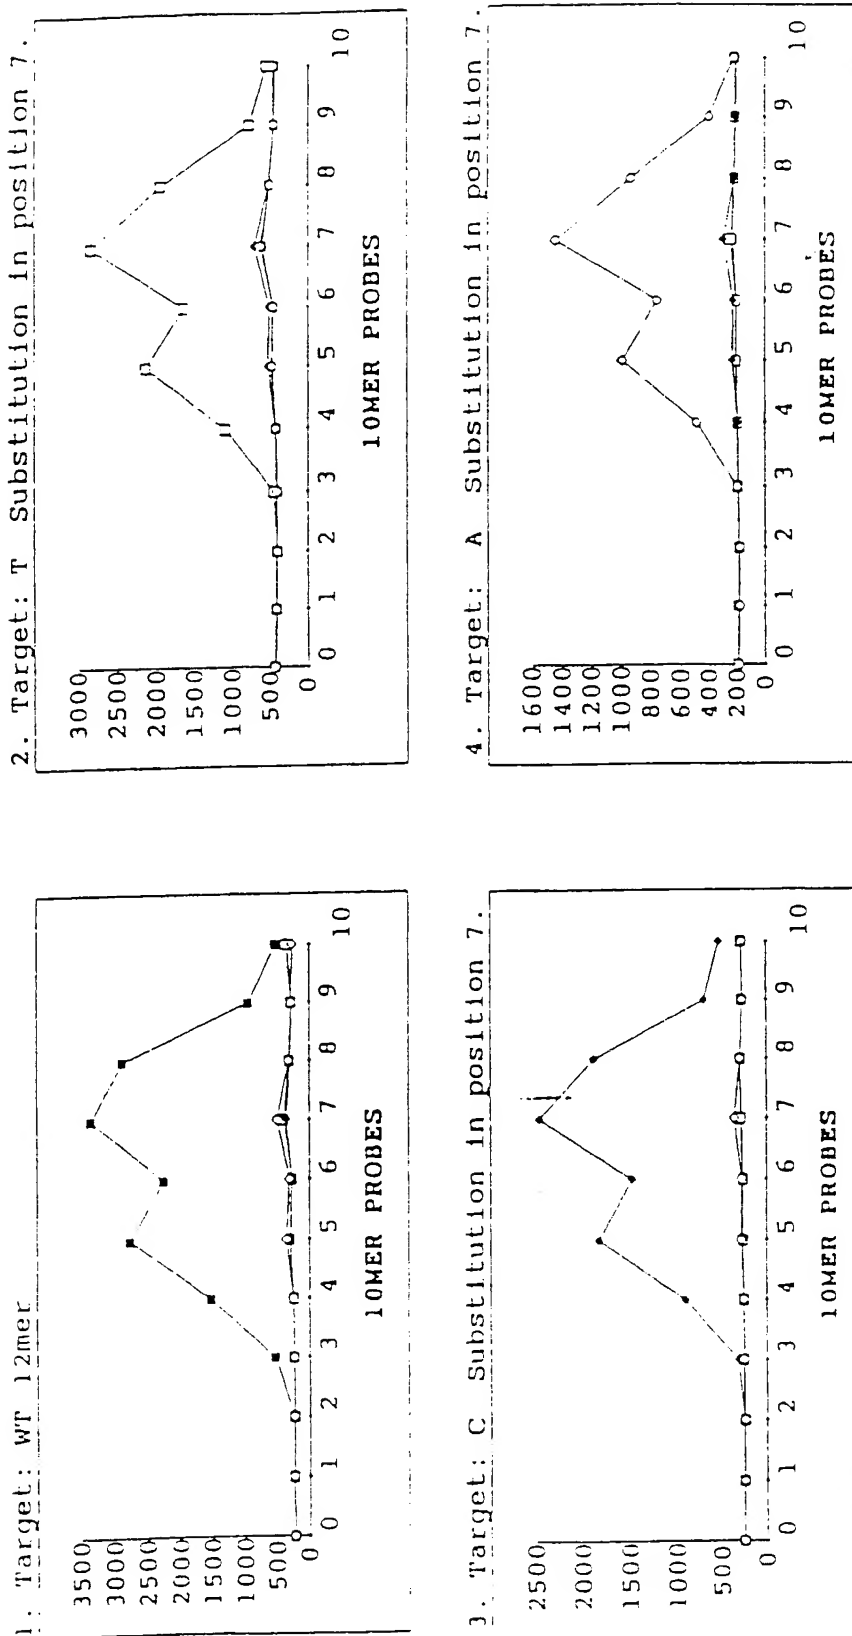 1. Target: WT 12mer
3500
3000
2500
2000
1500
1000
500
0
0 1 2 3 4 5 6 7 8 9 10
10MER PROBES
2. Target: T Substitution in position 7.
3000
2500
2000
1500
1000
500
0
0 1 2 3 4 5 6 7 8 9 10
10MER PROBES
3. Target: C Substitution in position 7.
2500
2000
1500
1000
500
0
0 1 2 3 4 5 6 7 8 9 10
10MER PROBES
4. Target: A Substitution in position 7.
1600
1400
1200
1000
800
600
400
200
0
0 1 2 3 4 5 6 7 8 9 10
10MER PROBES